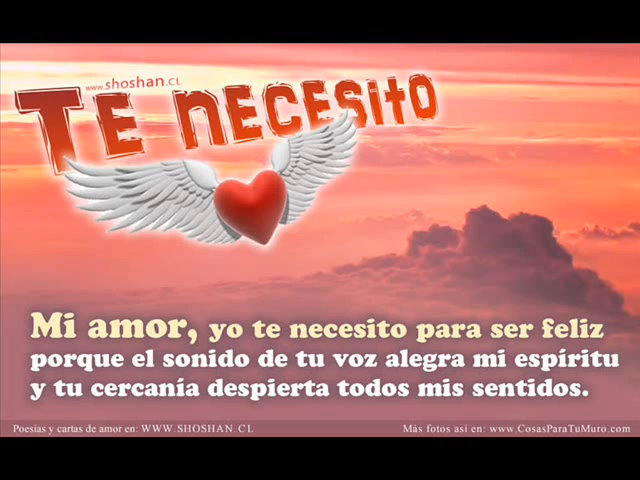 www.shoshan.CL
TE NECESITO
Mi amor, yo te necesito para ser feliz
porque el sonido de tu voz alegra mi espíritu
y tu cercanía despierta todos mis sentidos.
Poesías y cartas de amor en: WWW.SHOSHAN.CL
Más fotos así en: www.CosasParaTuMuro.com